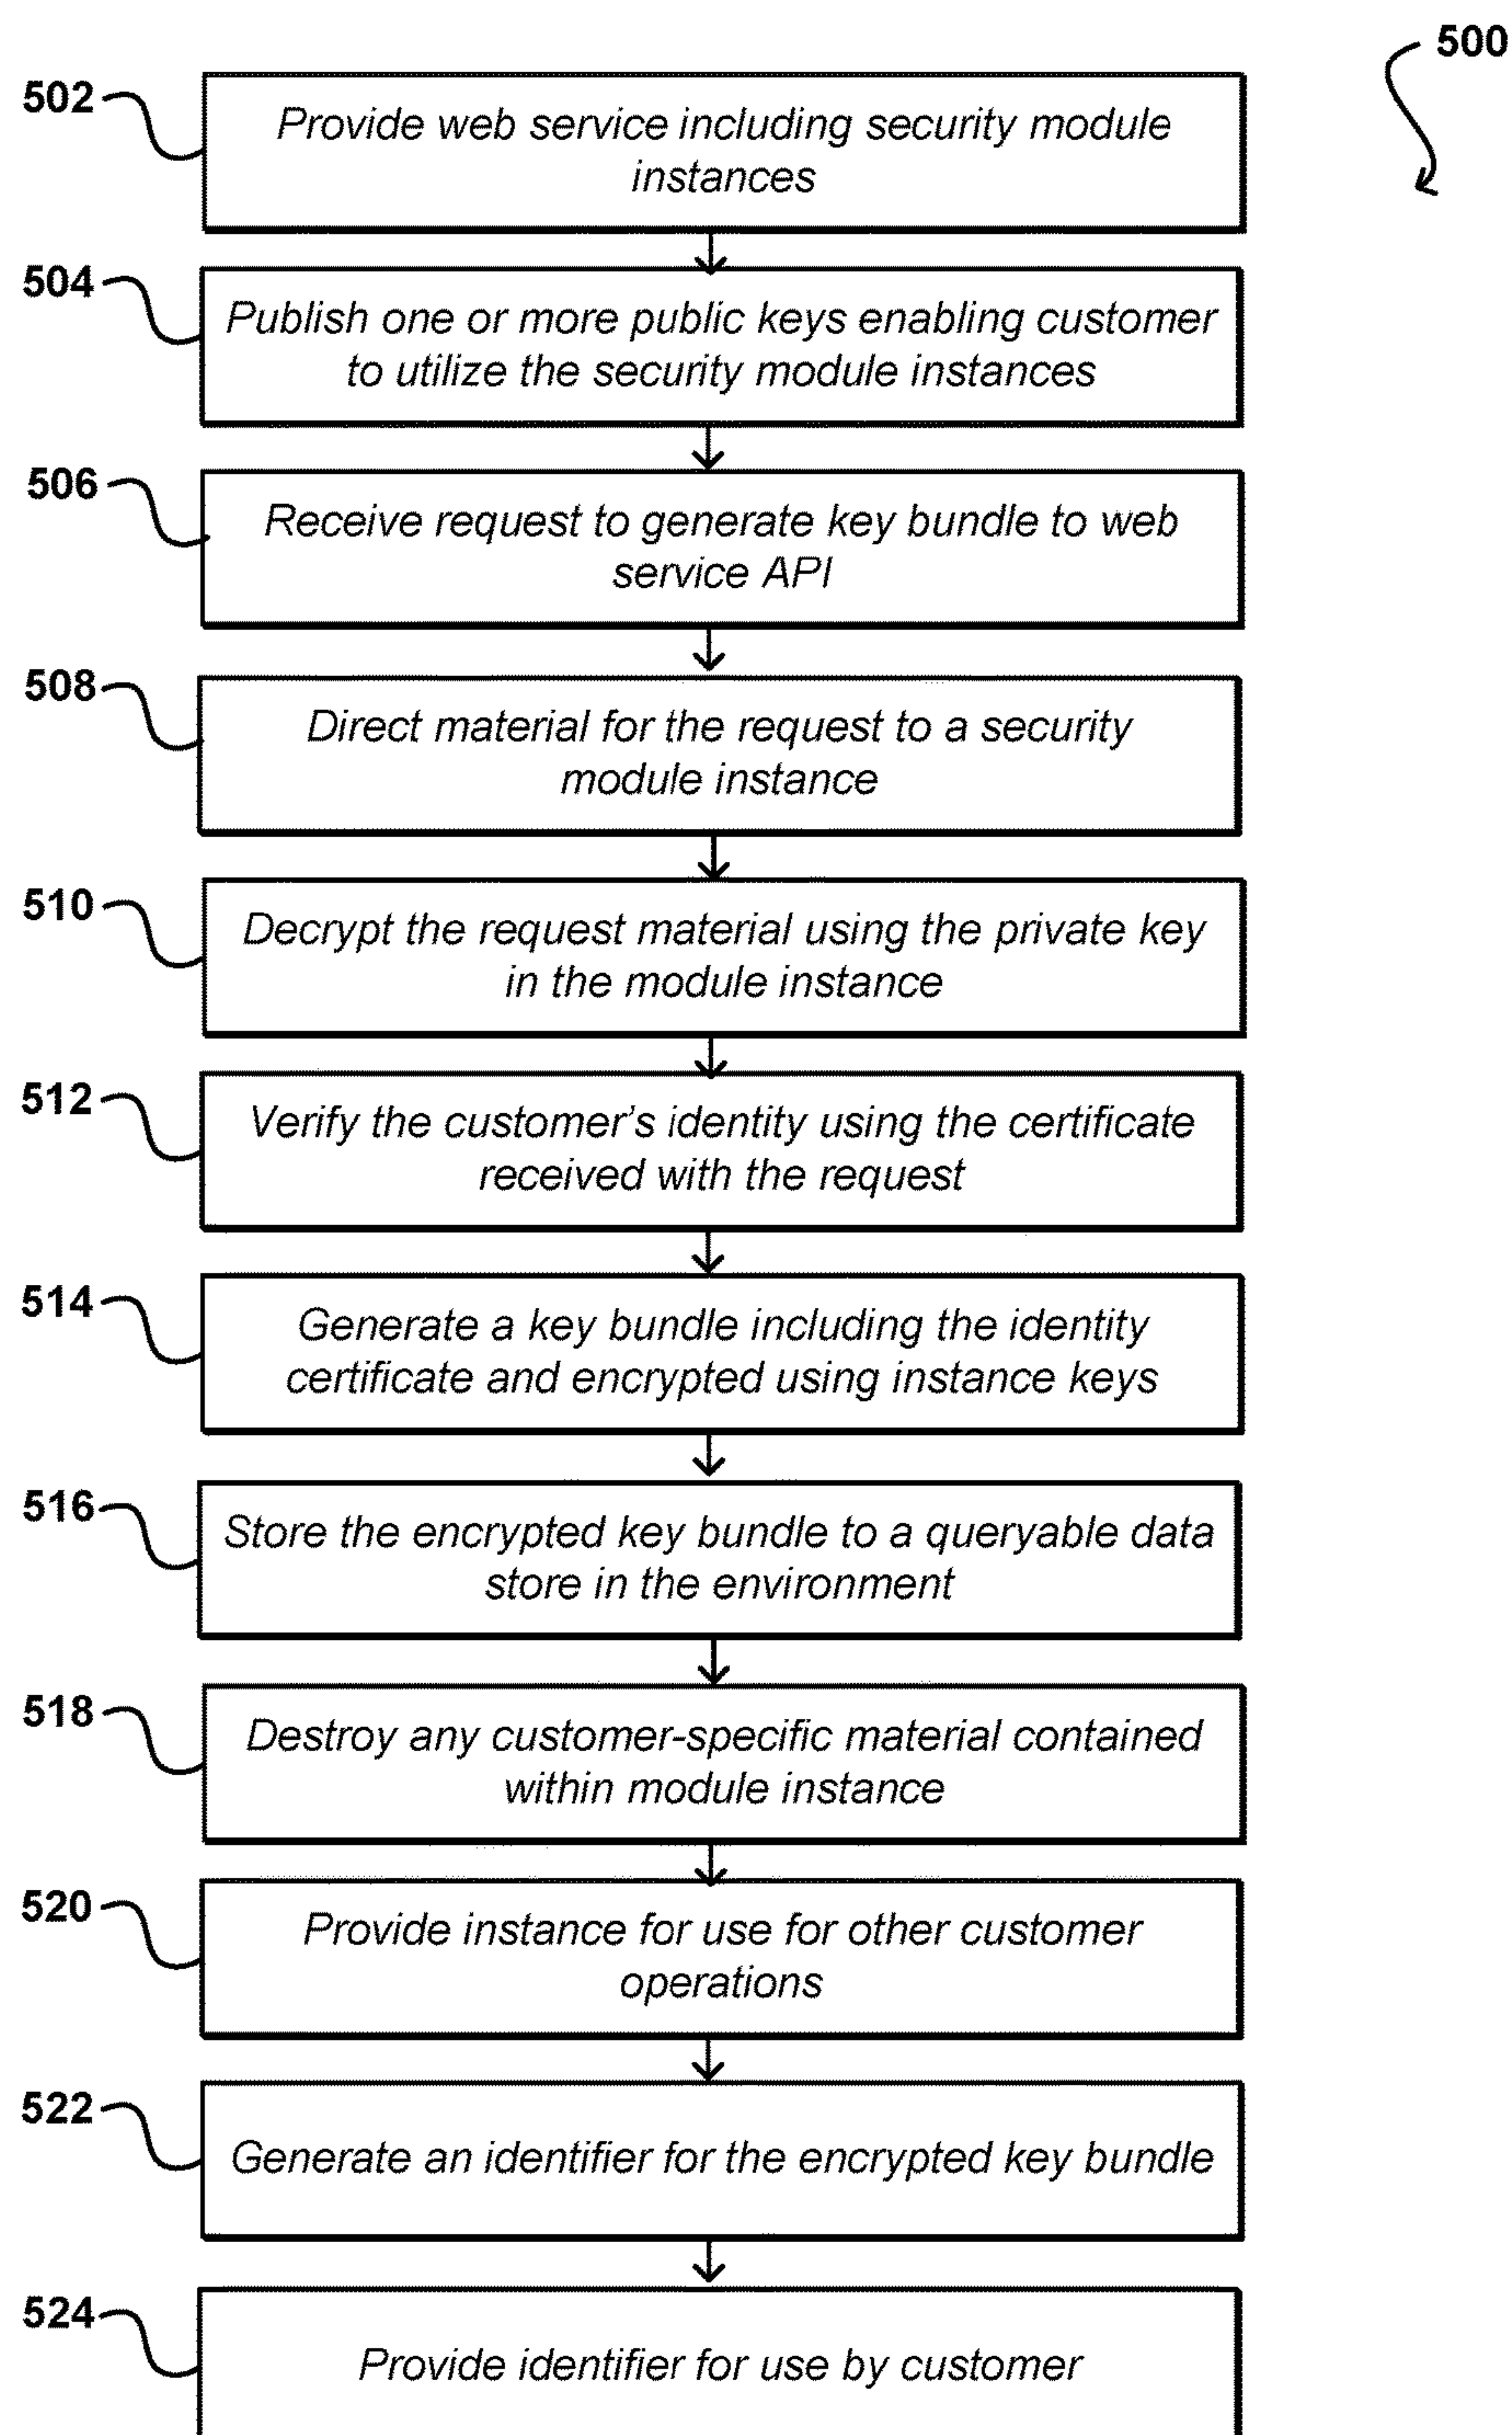 500
502
Provide web service including security module
instances
504
Publish one or more public keys enabling customer
to utilize the security module instances
506
Receive request to generate key bundle to web
service API
508
Direct material for the request to a security
module instance
510
Decrypt the request material using the private key
in the module instance
512
Verify the customer's identity using the certificate
received with the request
514
Generate a key bundle including the identity
certificate and encrypted using instance keys
516
Store the encrypted key bundle to a queryable data
store in the environment
518
Destroy any customer-specific material contained
within module instance
520
Provide instance for use for other customer
operations
522
Generate an identifier for the encrypted key bundle
524
Provide identifier for use by customer